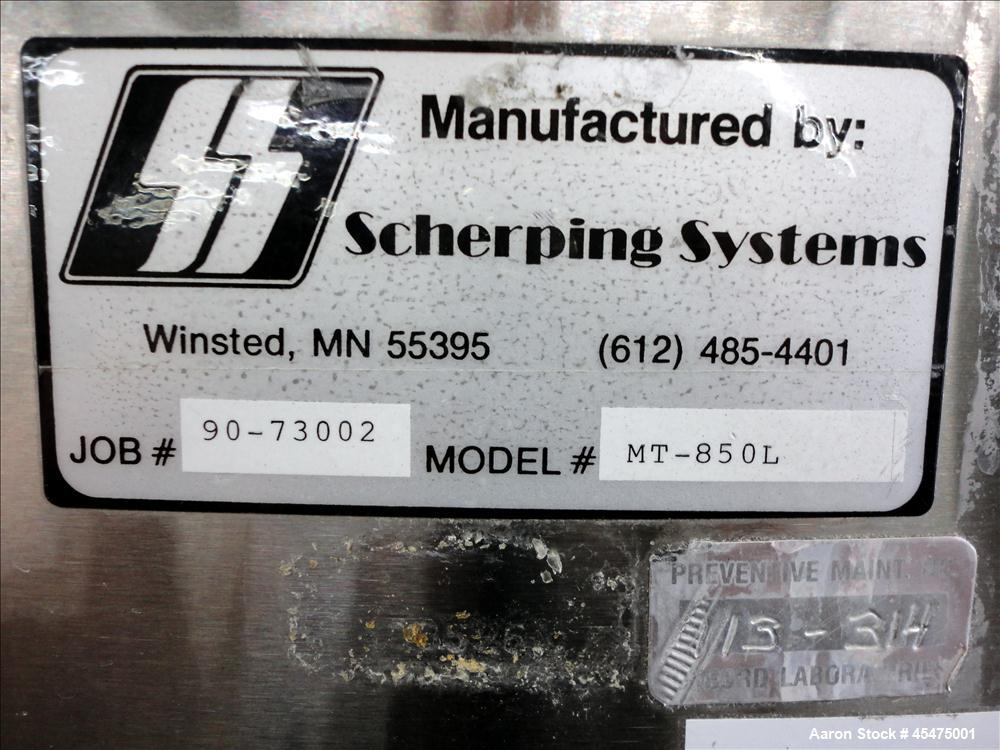 Manufactured by:
Scherping Systems
Winsted, MN 55395 (612) 485-4401
JOB # 90-73002 MODEL # MT-850L
PREVENTIVE MAINT.
13-314
Aaron Stock # 45475001